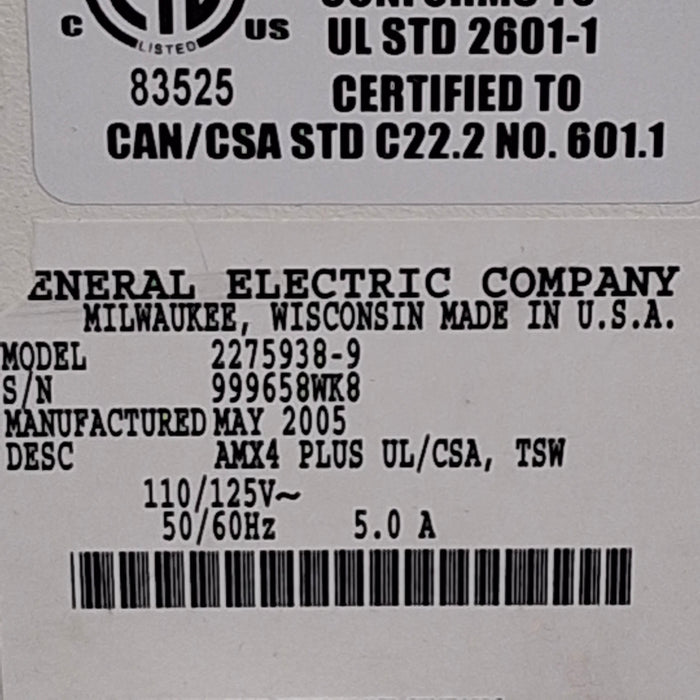 CONFORMS TO
C LISTED US UL STD 2601-1
83525 CERTIFIED TO
CAN/CSA STD C22.2 NO. 601.1
ENERAL ELECTRIC COMPANY
MILWAUKEE, WISCONSIN MADE IN U.S.A.
MODEL 2275938-9
S/N 999658WK8
MANUFACTURED MAY 2005
DESC AMX4 PLUS UL/CSA, TSW
110/125V~
50/60Hz 5.0 A